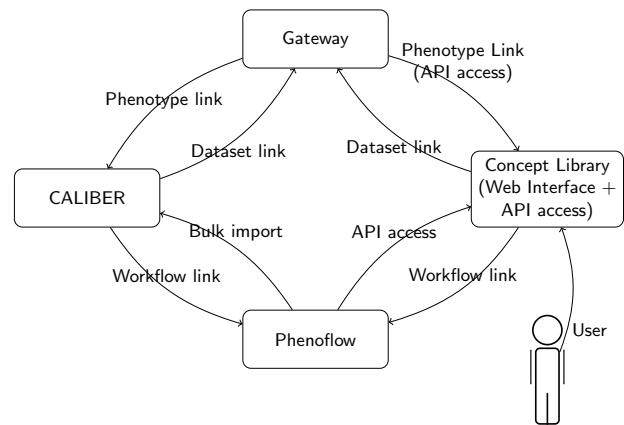 Gateway
Phenotype Link
(API access)
Phenotype link
Dataset link
Dataset link
Concept Library
(Web Interface +
API access)
CALIBER
Bulk import
API access
Workflow link
Workflow link
Phenoflow
User